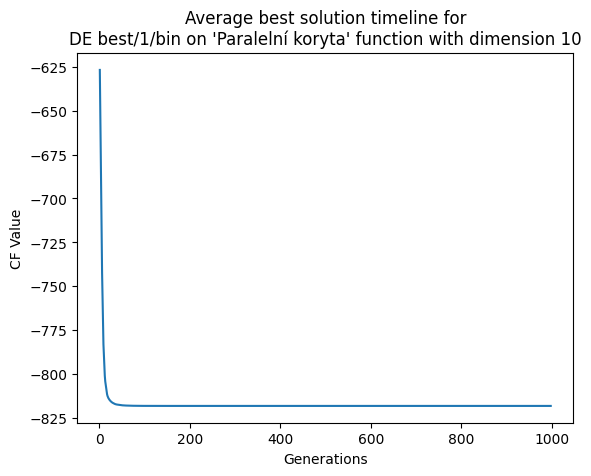 Average best solution timeline for
DE best/1/bin on 'Paralelní koryta' function with dimension 10
−625
−650
−675
−700
−725
−750
−775
−800
−825
CF Value
0 200 400 600 800 1000
Generations